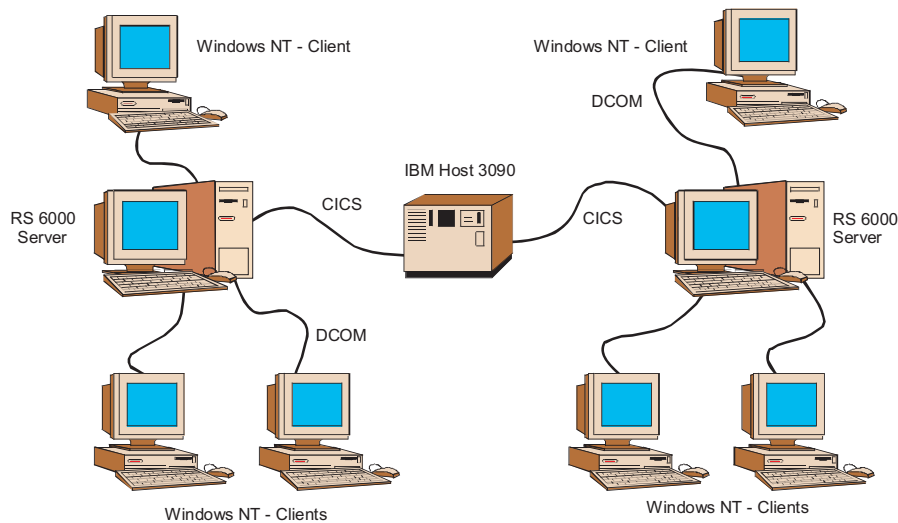 Windows NT - Client
Windows NT - Client
DCOM
IBM Host 3090
RS 6000
Server
CICS
CICS
RS 6000
Server
DCOM
Windows NT - Clients
Windows NT - Clients